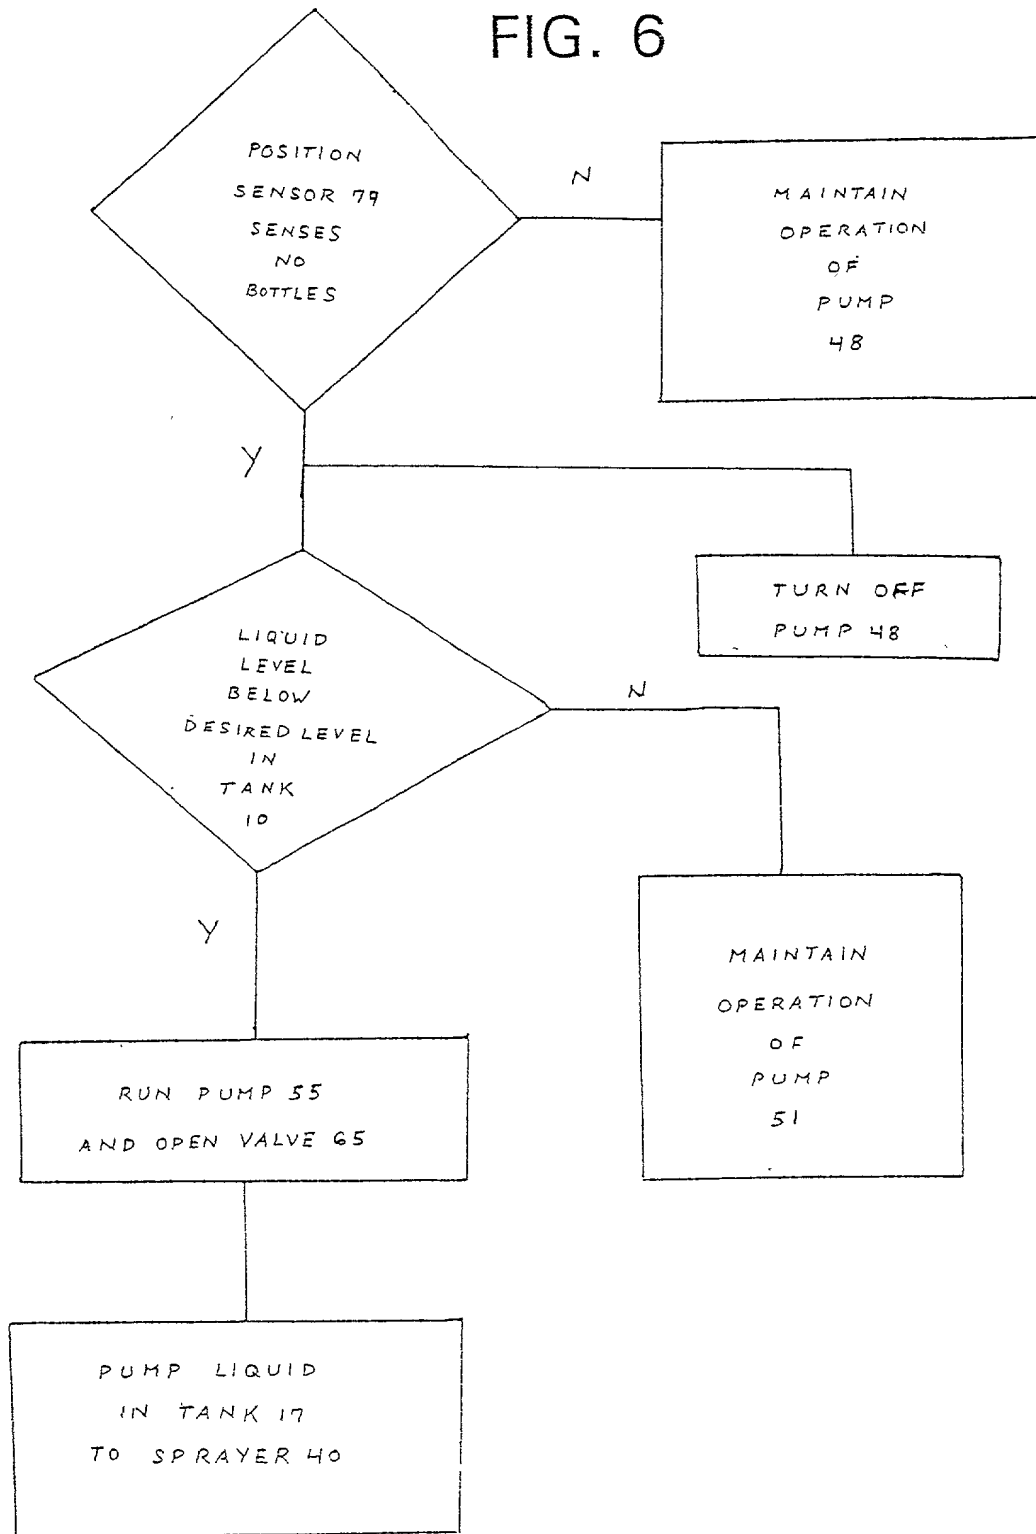 FIG. 6
POSITION
SENSOR 79
SENSES
NO
BOTTLES
N
MAINTAIN
OPERATION
OF
PUMP
48
Y
TURN OFF
PUMP 48
LIQUID
LEVEL
BELOW
DESIRED LEVEL
IN
TANK
10
N
Y
MAINTAIN
OPERATION
OF
PUMP
51
RUN PUMP 55
AND OPEN VALVE 65
PUMP LIQUID
IN TANK 17
TO SPRAYER 40